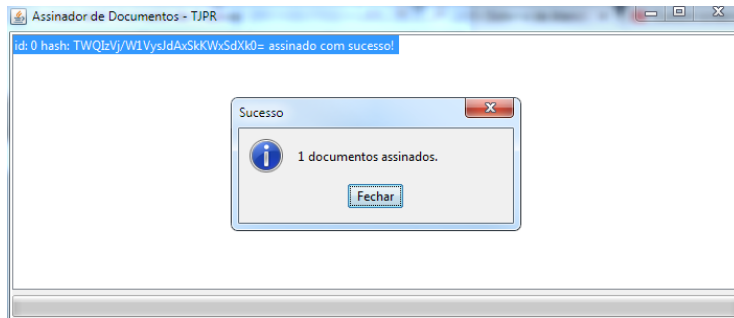 Assinador de Documentos - TJPR
id: 0 hash: TWQIzVj/W1VysJdAxSkKWxSdXk0= assinado com sucesso!
Sucesso
1 documentos assinados.
Fechar